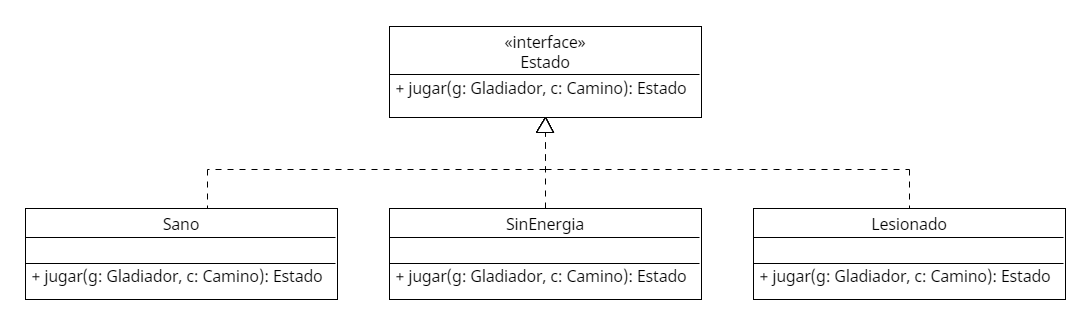 «interface»
Estado
+ jugar(g: Gladiador, c: Camino): Estado
Sano
+ jugar(g: Gladiador, c: Camino): Estado
SinEnergia
+ jugar(g: Gladiador, c: Camino): Estado
Lesionado
+ jugar(g: Gladiador, c: Camino): Estado